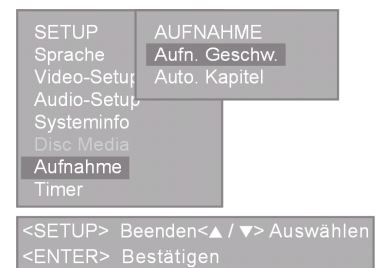 SETUP
Sprache
Video-Setup
Audio-Setup
Systeminfo
Disc Media
Aufnahme
Timer
AUFNAHME
Aufn. Geschw.
Auto. Kapitel
<SETUP> Beenden<▲ / ▼> Auswählen
<ENTER> Bestätigen